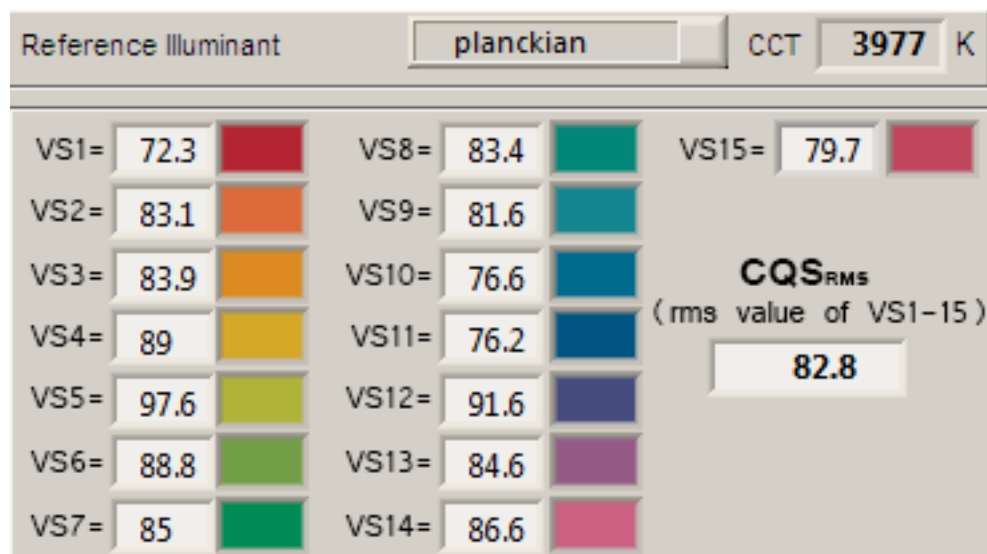 Reference Illuminant planckian CCT 3977 K
VS1= 72.3 VS8= 83.4 VS15= 79.7
VS2= 83.1 VS9= 81.6
VS3= 83.9 VS10= 76.6 CQSRMS
(rms value of VS1-15)
VS4= 89 VS11= 76.2
82.8
VS5= 97.6 VS12= 91.6
VS6= 88.8 VS13= 84.6
VS7= 85 VS14= 86.6